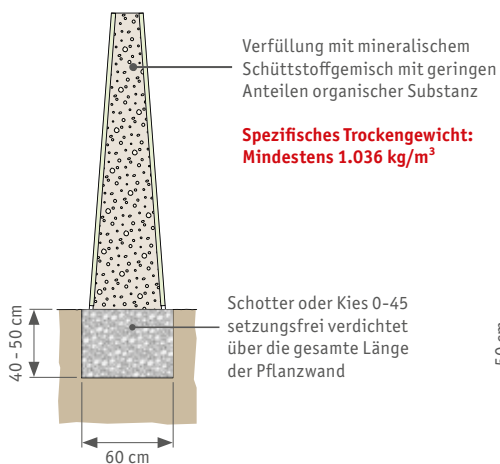 Verfüllung mit mineralischem
Schüttstoffgemisch mit geringen
Anteilen organischer Substanz
Spezifisches Trockengewicht:
Mindestens 1.036 kg/m³
Schotter oder Kies 0-45
setzungsfrei verdichtet
über die gesamte Länge
der Pflanzwand
40 - 50 cm
60 cm